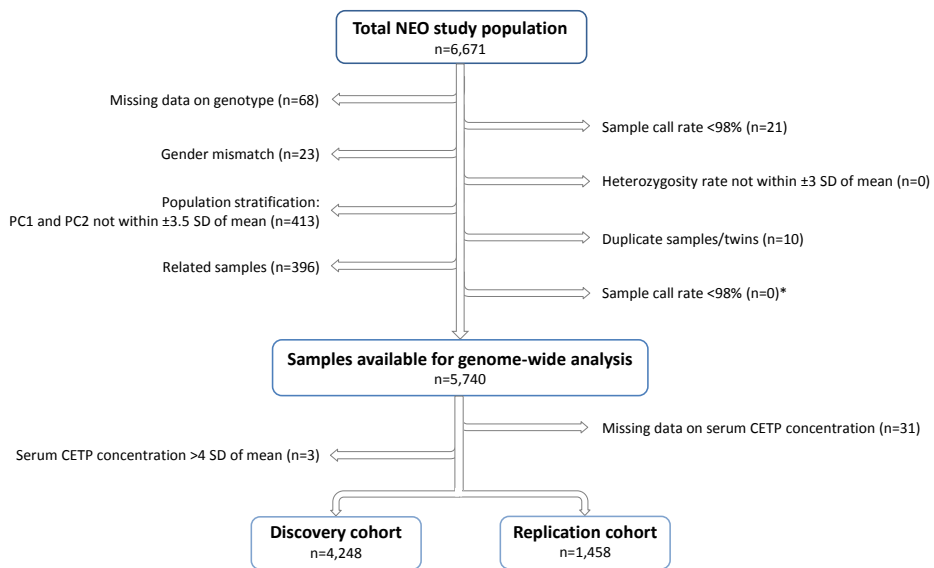 Total NEO study population
n=6,671
Missing data on genotype (n=68)
Sample call rate <98% (n=21)
Gender mismatch (n=23)
Heterozygosity rate not within ±3 SD of mean (n=0)
Population stratification:
PC1 and PC2 not within ±3.5 SD of mean (n=413)
Duplicate samples/twins (n=10)
Related samples (n=396)
Sample call rate <98% (n=0)*
Samples available for genome-wide analysis
n=5,740
Missing data on serum CETP concentration (n=31)
Serum CETP concentration >4 SD of mean (n=3)
Discovery cohort
n=4,248
Replication cohort
n=1,458